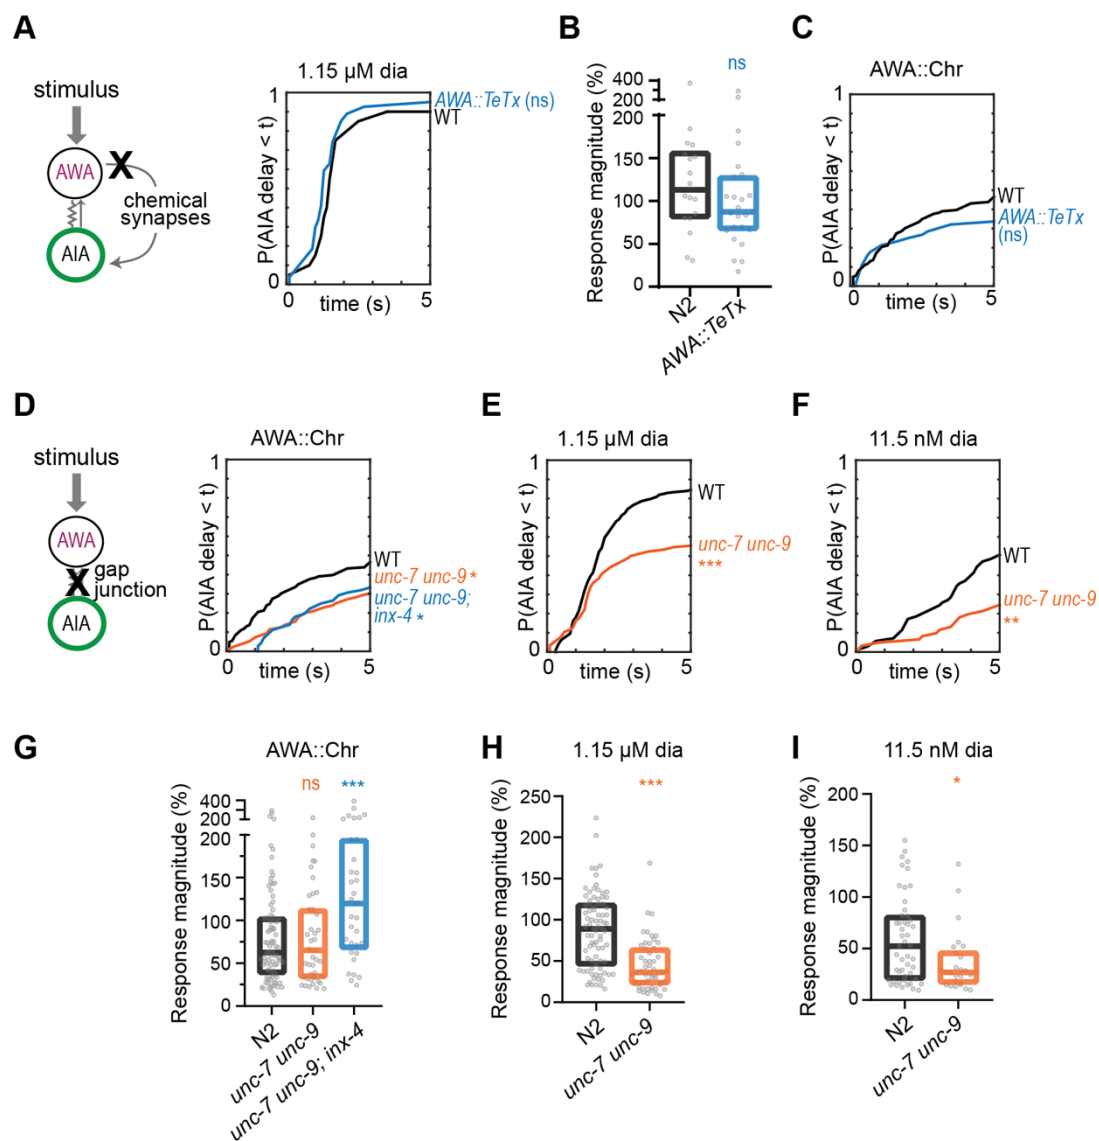 A
stimulus
AWA
X
chemical
synapses
AIA
1.15 µM dia
P(AIA delay < t)
1
0
0
5
time (s)
AWA::TeTx (ns)
WT
B
ns
Response magnitude (%)
400
200
200
150
100
50
0
N2
AWA::TeTx
C
AWA::Chr
P(AIA delay < t)
1
0
0
5
time (s)
WT
AWA::TeTx
(ns)
D
stimulus
AWA
X gap
junction
AIA
AWA::Chr
P(AIA delay < t)
1
0
0
5
time (s)
WT
unc-7 unc-9 *
unc-7 unc-9;
inx-4 *
E
1.15 µM dia
P(AIA delay < t)
1
0
0
5
time (s)
WT
unc-7 unc-9
***
F
11.5 nM dia
P(AIA delay < t)
1
0
0
5
time (s)
WT
unc-7 unc-9
**
G
AWA::Chr
ns
***
Response magnitude (%)
400
200
200
150
100
50
0
N2
unc-7 unc-9
unc-7 unc-9; inx-4
H
1.15 µM dia
***
Response magnitude (%)
250
200
150
100
50
0
N2
unc-7 unc-9
I
11.5 nM dia
*
Response magnitude (%)
200
150
100
50
0
N2
unc-7 unc-9